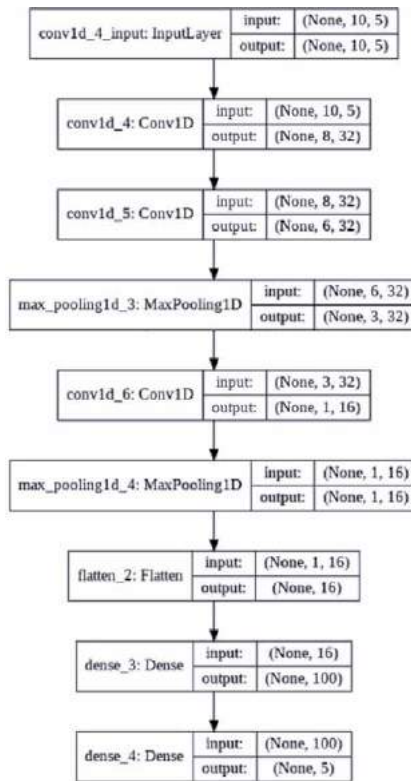 conv1d_4_input: InputLayer
input: (None, 10, 5)
output: (None, 10, 5)
conv1d_4: Conv1D
input: (None, 10, 5)
output: (None, 8, 32)
conv1d_5: Conv1D
input: (None, 8, 32)
output: (None, 6, 32)
max_pooling1d_3: MaxPooling1D
input: (None, 6, 32)
output: (None, 3, 32)
conv1d_6: Conv1D
input: (None, 3, 32)
output: (None, 1, 16)
max_pooling1d_4: MaxPooling1D
input: (None, 1, 16)
output: (None, 1, 16)
flatten_2: Flatten
input: (None, 1, 16)
output: (None, 16)
dense_3: Dense
input: (None, 16)
output: (None, 100)
dense_4: Dense
input: (None, 100)
output: (None, 5)